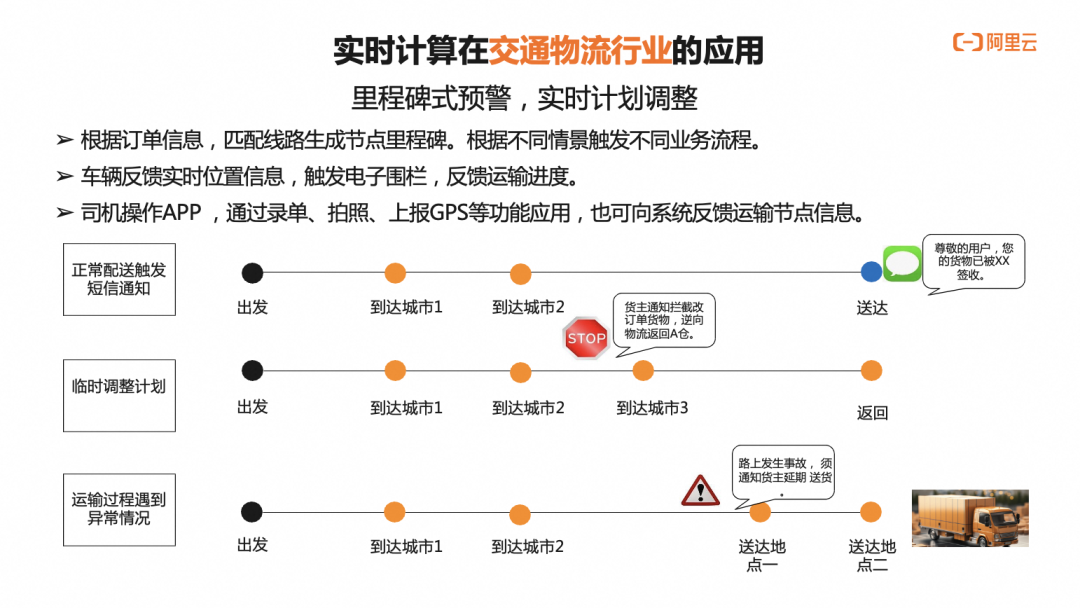 实时计算在交通物流行业的应用
阿里云
里程碑式预警，实时计划调整
➢ 根据订单信息，匹配线路生成节点里程碑。根据不同情景触发不同业务流程。
➢ 车辆反馈实时位置信息，触发电子围栏，反馈运输进度。
➢ 司机操作APP ，通过录单、拍照、上报GPS等功能应用，也可向系统反馈运输节点信息。
正常配送触发
短信通知
出发
到达城市1
到达城市2
送达
尊敬的用户，您
的货物已被XX
签收。
临时调整计划
STOP
货主通知拦截改
订单货物，逆向
物流返回A仓。
出发
到达城市1
到达城市2
到达城市3
返回
运输过程遇到
异常情况
路上发生事故， 须
通知货主延期 送货
。
出发
到达城市1
到达城市2
送达地
点一
送达地
点二